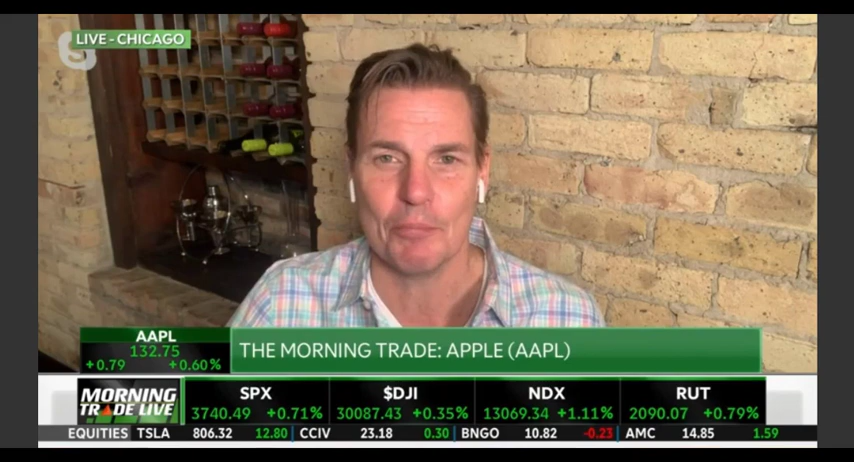 LIVE - CHICAGO
AAPL
132.75
+0.79 +0.60%
THE MORNING TRADE: APPLE (AAPL)
MORNING TRADE LIVE
SPX
3740.49 +0.71%
$DJI
30087.43 +0.35%
NDX
13069.34 +1.11%
RUT
2090.07 +0.79%
EQUITIES TSLA 806.32 12.80 CCIV 23.18 0.30 BNGO 10.82 -0.23 AMC 14.85 1.59